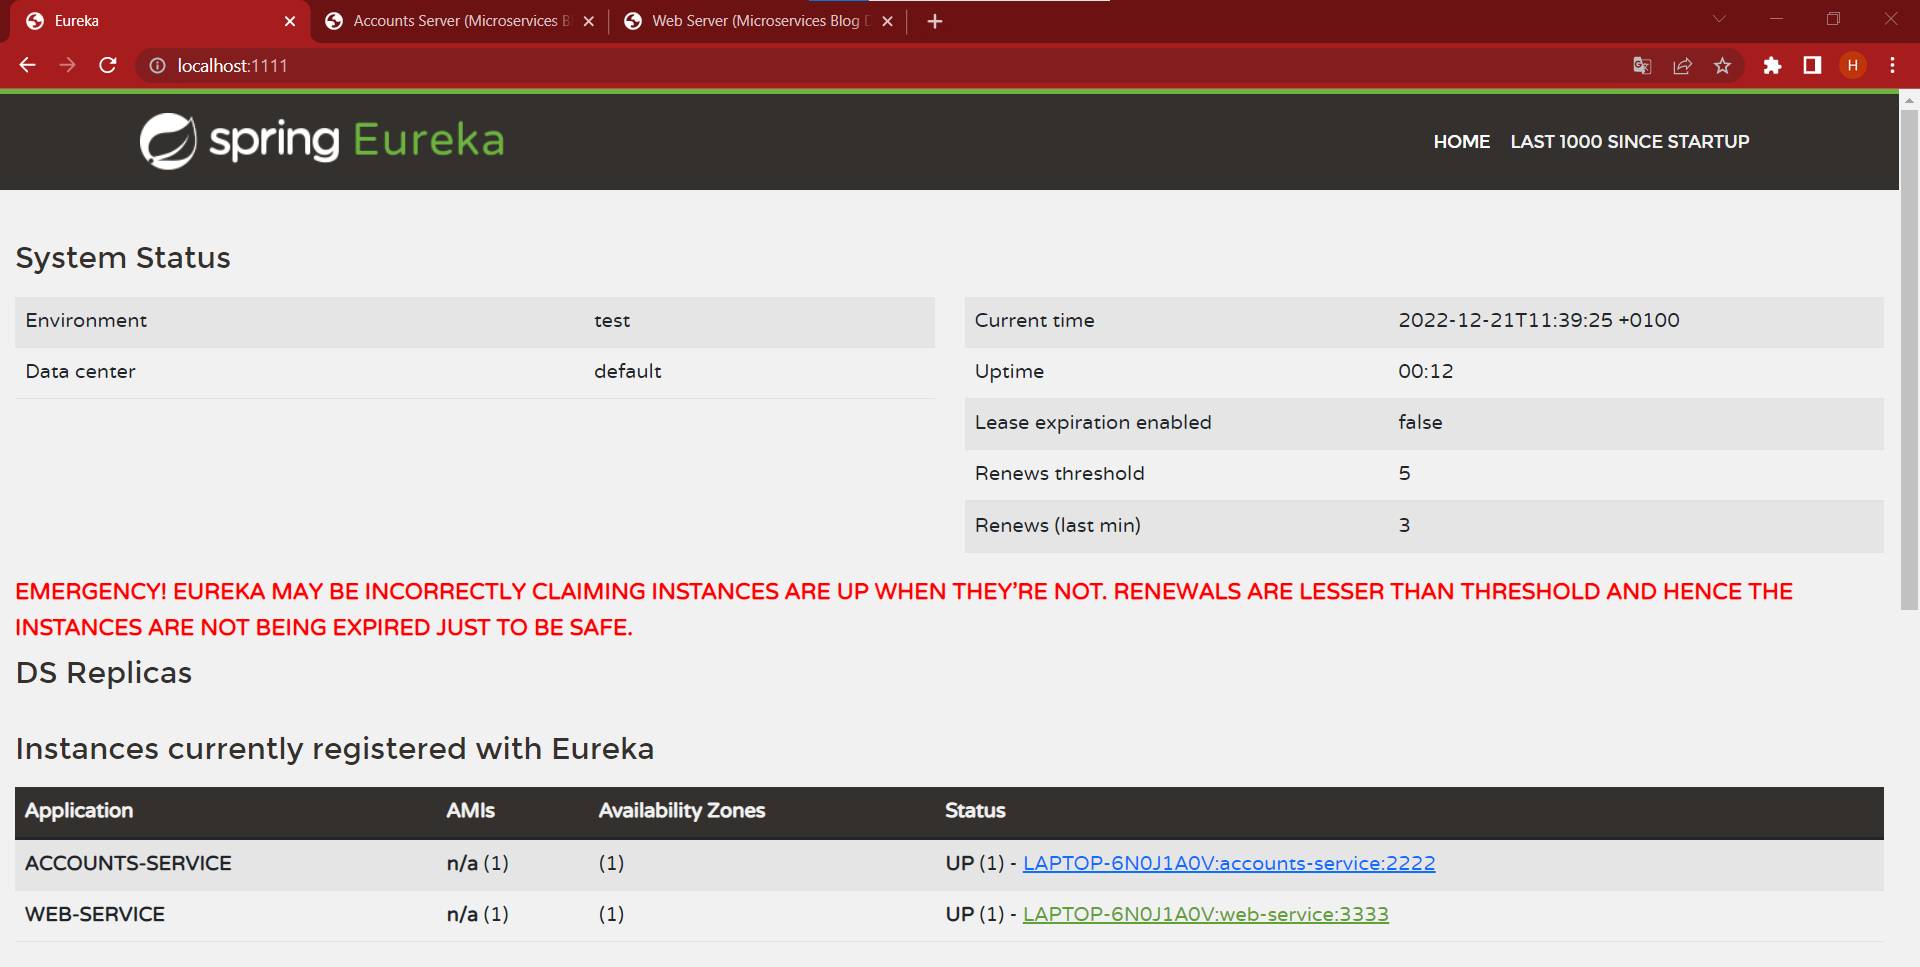 Eureka
Accounts Server (Microservices B
Web Server (Microservices Blog D
localhost:1111
H
spring Eureka
HOME LAST 1000 SINCE STARTUP
System Status
Environment test
Data center default
Current time 2022-12-21T11:39:25 +0100
Uptime 00:12
Lease expiration enabled false
Renews threshold 5
Renews (last min) 3
EMERGENCY! EUREKA MAY BE INCORRECTLY CLAIMING INSTANCES ARE UP WHEN THEY'RE NOT. RENEWALS ARE LESSER THAN THRESHOLD AND HENCE THE
INSTANCES ARE NOT BEING EXPIRED JUST TO BE SAFE.
DS Replicas
Instances currently registered with Eureka
Application AMIs Availability Zones Status
ACCOUNTS-SERVICE n/a (1) (1) UP (1) - LAPTOP-6N0J1A0V:accounts-service:2222
WEB-SERVICE n/a (1) (1) UP (1) - LAPTOP-6N0J1A0V:web-service:3333